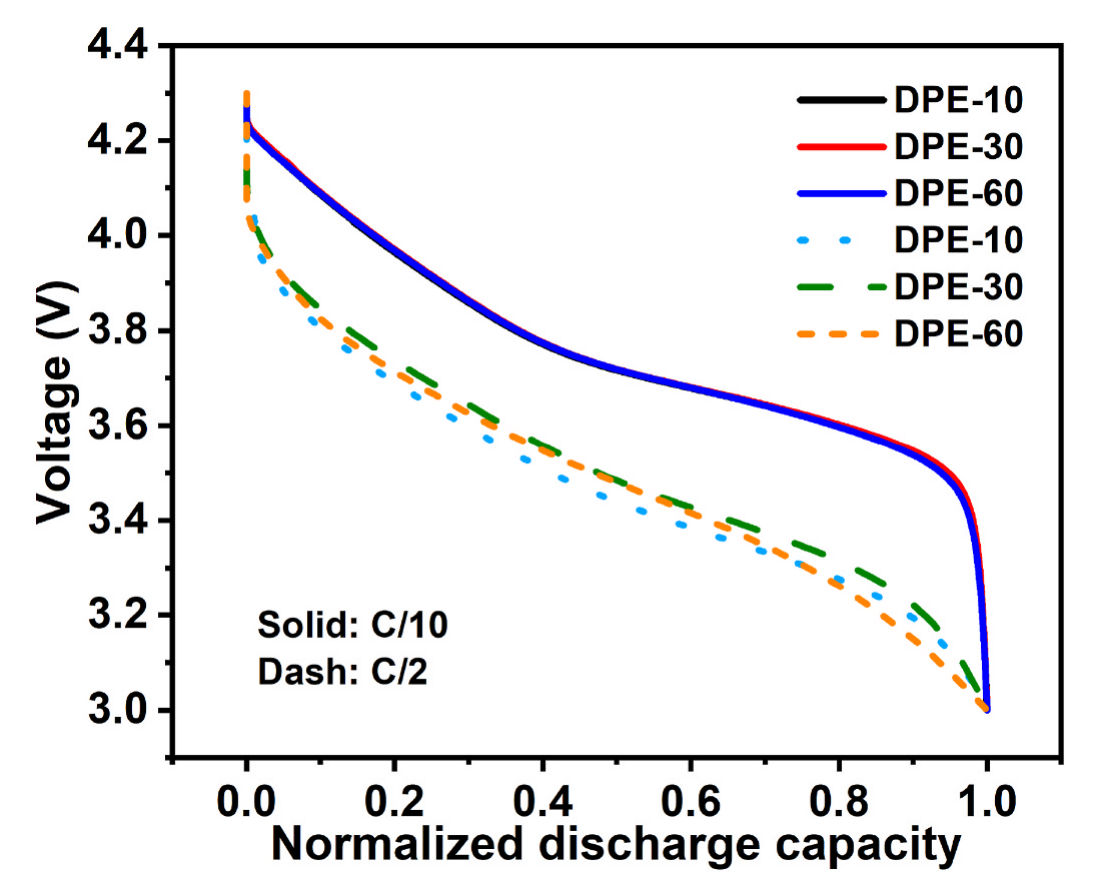 4.4
4.2
4.0
3.8
3.6
3.4
3.2
3.0
Voltage (V)
DPE-10
DPE-30
DPE-60
DPE-10
DPE-30
DPE-60
Solid: C/10
Dash: C/2
0.0 0.2 0.4 0.6 0.8 1.0
Normalized discharge capacity